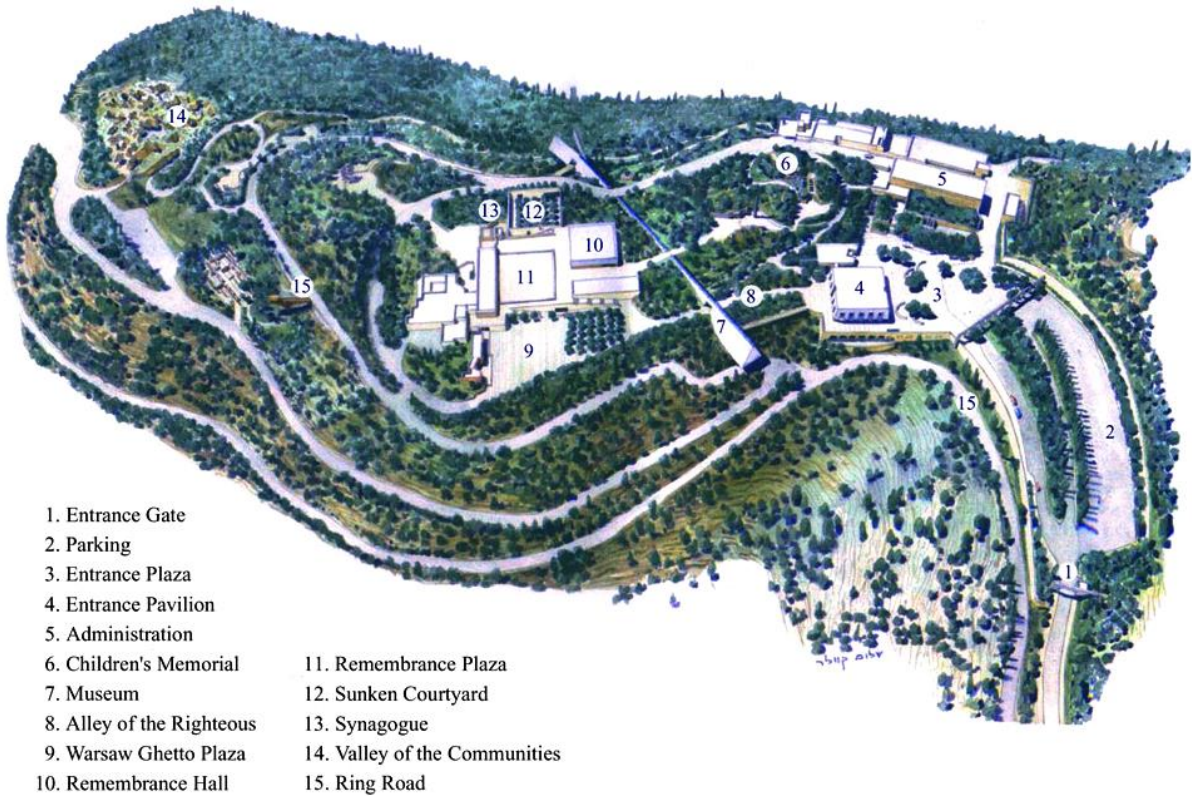 14
6
5
13
12
10
11
15
4
3
8
7
9
15
2
1
שלום קוולר
1. Entrance Gate
2. Parking
3. Entrance Plaza
4. Entrance Pavilion
5. Administration
6. Children's Memorial
7. Museum
8. Alley of the Righteous
9. Warsaw Ghetto Plaza
10. Remembrance Hall
11. Remembrance Plaza
12. Sunken Courtyard
13. Synagogue
14. Valley of the Communities
15. Ring Road